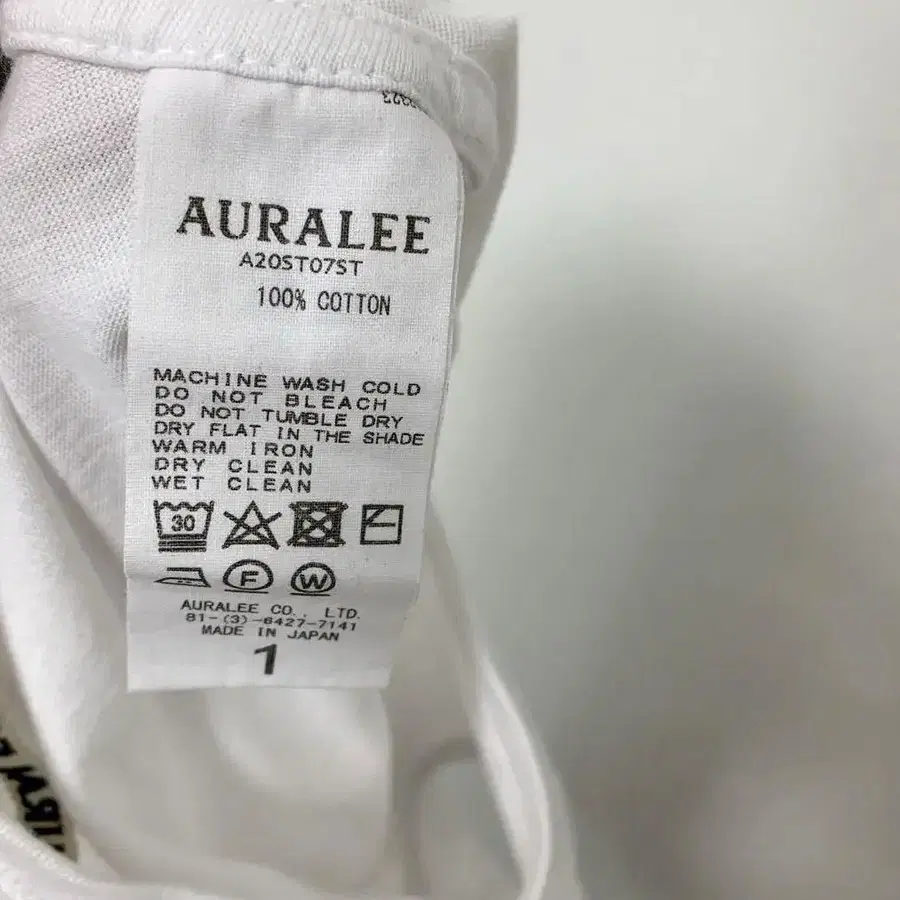 AURALEE
A20ST07ST
100% COTTON
MACHINE WASH COLD
DO NOT BLEACH
DO NOT TUMBLE DRY
DRY FLAT IN THE SHADE
WARM IRON
DRY CLEAN
WET CLEAN
30
F W
AURALEE CO., LTD.
81-(3)-6427-7141
MADE IN JAPAN
1